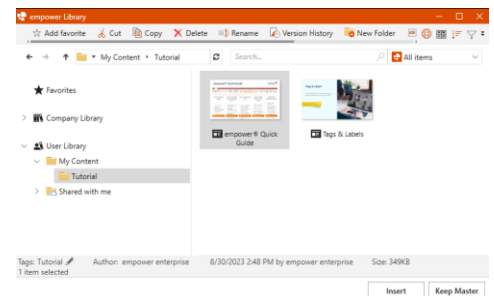 empower Library
Add favorite Cut Copy Delete Rename Version History New Folder
My Content Tutorial Search... All items
Favorites
Company Library
User Library
My Content
Tutorial
Shared with me
empower® Quick Guide
Tags & Labels
Tags: Tutorial Author: empower enterprise 8/30/2023 2:48 PM by empower enterprise Size: 349KB
1 item selected
Insert Keep Master